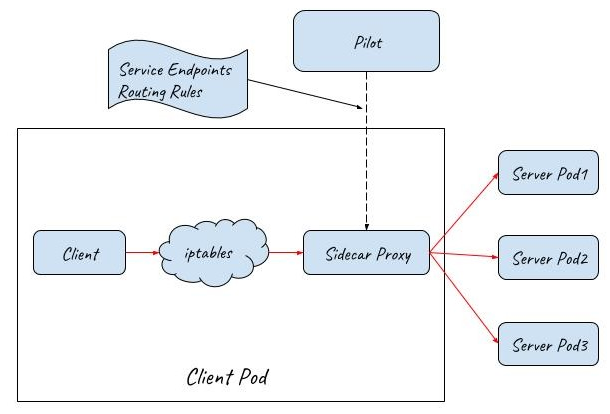 Pilot
Service Endpoints
Routing Rules
Server Pod1
Client
iptables
Sidecar Proxy
Server Pod2
Server Pod3
Client Pod